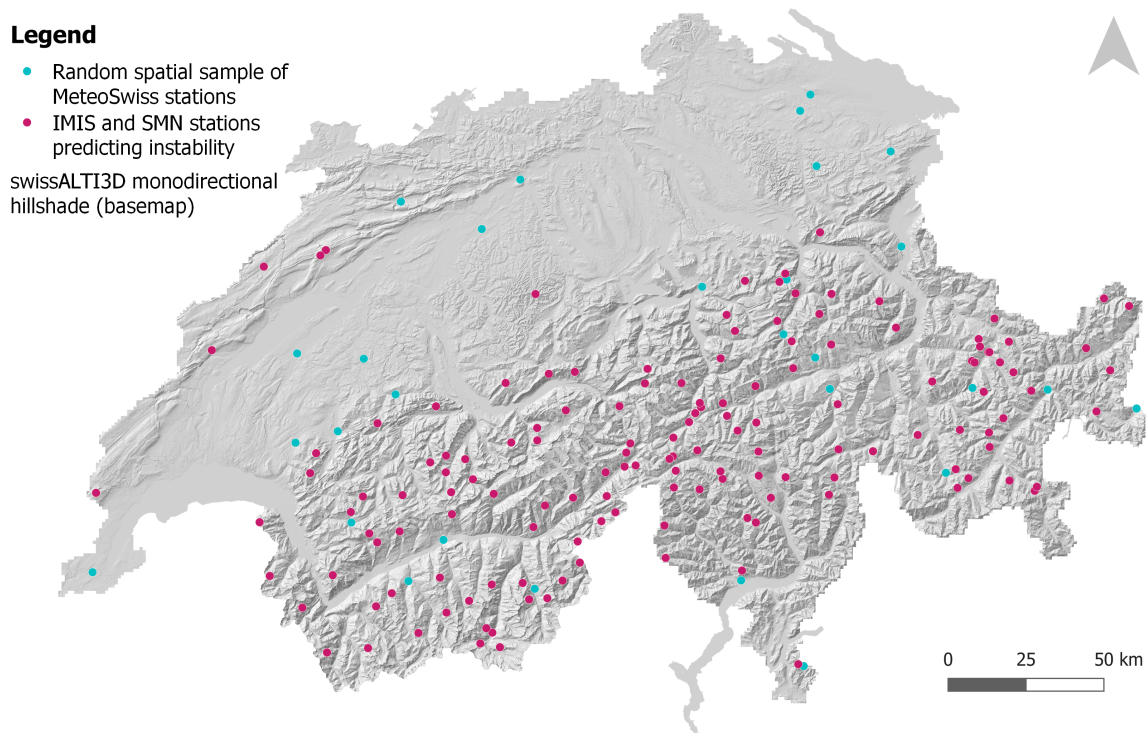 Legend
Random spatial sample of
MeteoSwiss stations
IMIS and SMN stations
predicting instability
swissALTI3D monodirectional
hillshade (basemap)
0 25 50 km